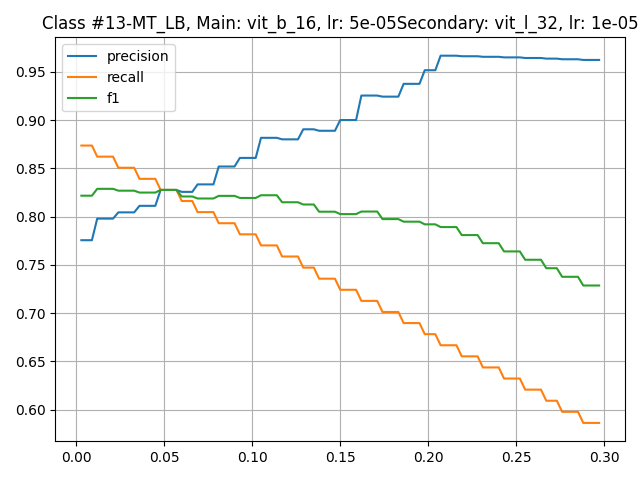 Class #13-MT_LB, Main: vit_b_16, lr: 5e-05Secondary: vit_l_32, lr: 1e-05
precision
recall
f1
0.95
0.90
0.85
0.80
0.75
0.70
0.65
0.60
0.00 0.05 0.10 0.15 0.20 0.25 0.30